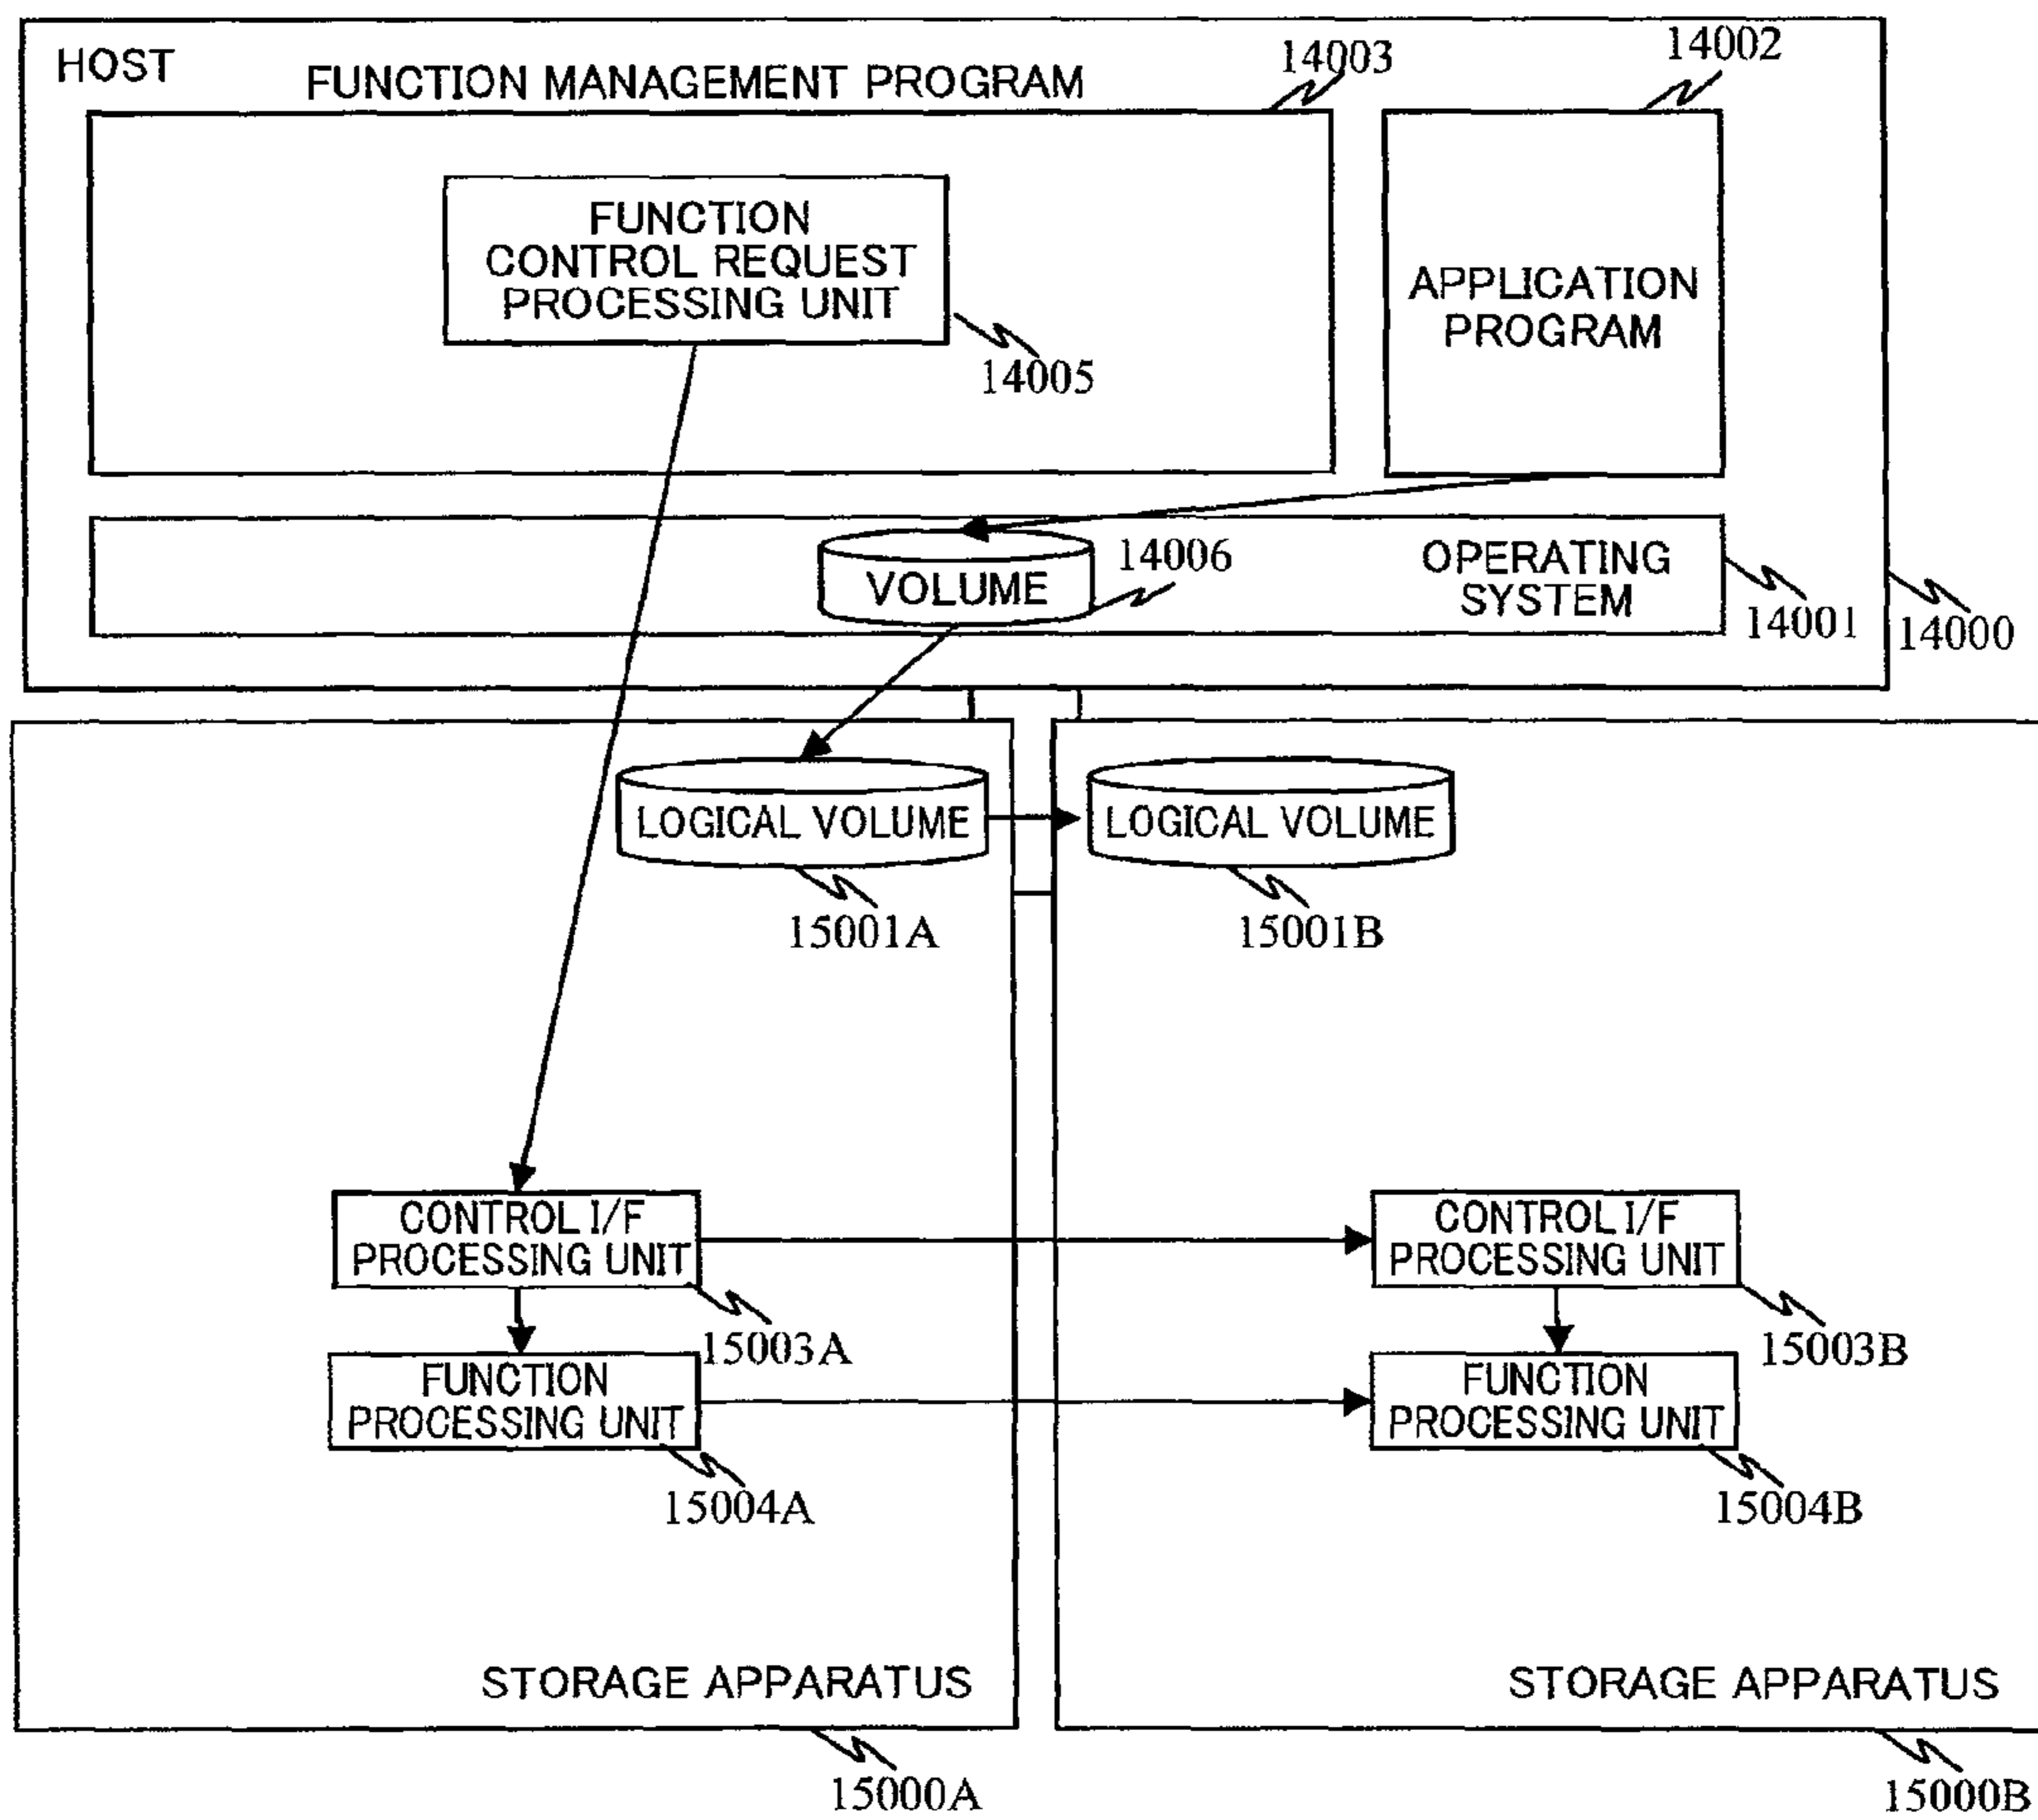 HOST
FUNCTION MANAGEMENT PROGRAM
14003
14002
FUNCTION
CONTROL REQUEST
PROCESSING UNIT
14005
APPLICATION
PROGRAM
VOLUME
14006
OPERATING
SYSTEM
14001
14000
LOGICAL VOLUME
LOGICAL VOLUME
15001A
15001B
CONTROL I/F
PROCESSING UNIT
15003A
CONTROL I/F
PROCESSING UNIT
15003B
FUNCTION
PROCESSING UNIT
15004A
FUNCTION
PROCESSING UNIT
15004B
STORAGE APPARATUS
STORAGE APPARATUS
15000A
15000B